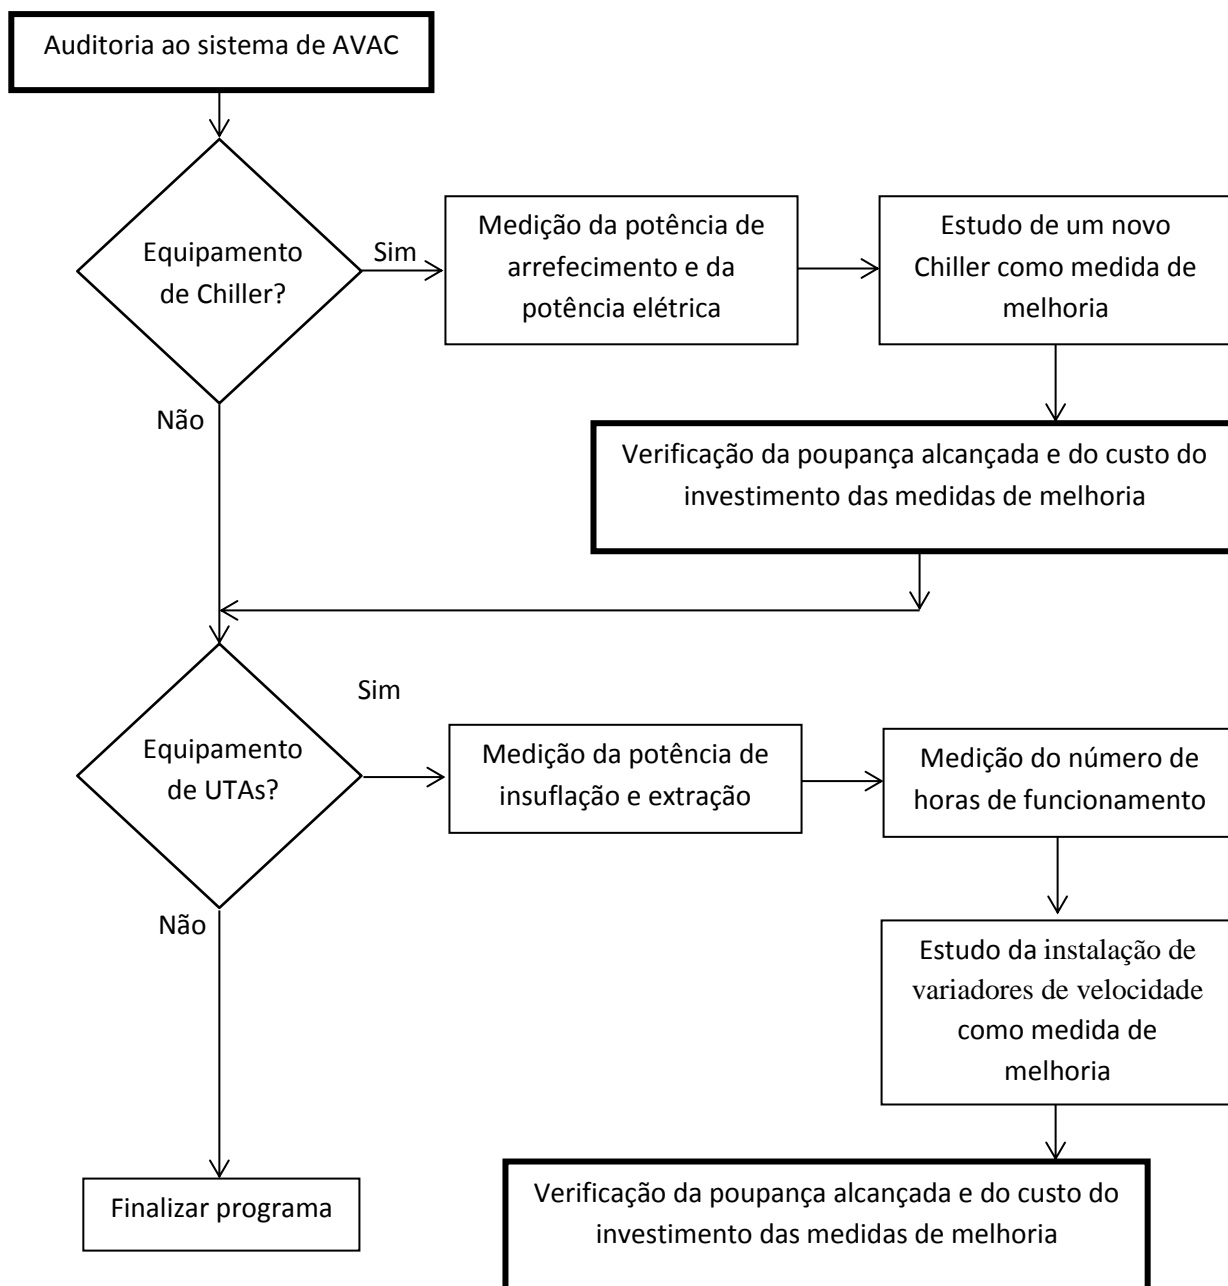 Auditoria ao sistema de AVAC
Equipamento
de Chiller?
Sim
Medição da potência de
arrefecimento e da
potência elétrica
Estudo de um novo
Chiller como medida de
melhoria
Não
Verificação da poupança alcançada e do custo do
investimento das medidas de melhoria
Equipamento
de UTAs?
Sim
Medição da potência de
insuflação e extração
Medição do número de
horas de funcionamento
Não
Estudo da instalação de
variadores de velocidade
como medida de
melhoria
Finalizar programa
Verificação da poupança alcançada e do custo do
investimento das medidas de melhoria